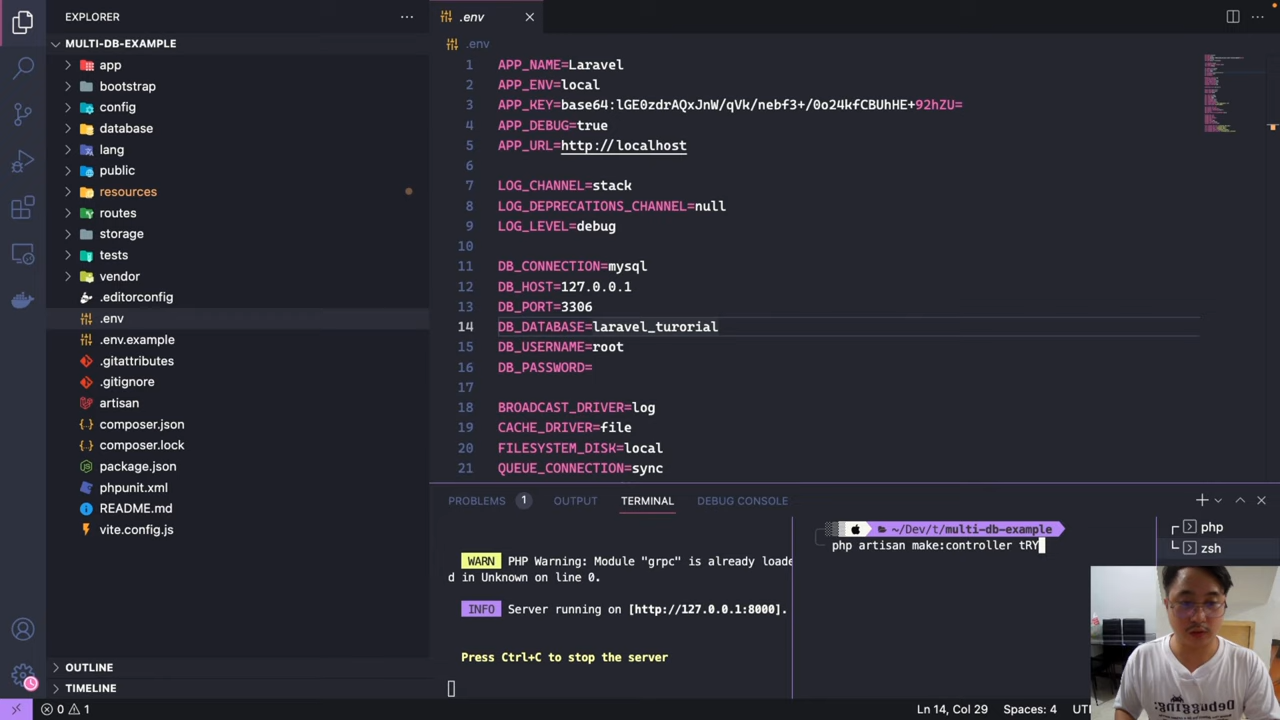 EXPLORER
MULTI-DB-EXAMPLE
app
bootstrap
config
database
lang
public
resources
routes
storage
tests
vendor
.editorconfig
.env
.env.example
.gitattributes
.gitignore
artisan
composer.json
composer.lock
package.json
phpunit.xml
README.md
vite.config.js
OUTLINE
TIMELINE
.env
.env
1 APP_NAME=Laravel
2 APP_ENV=local
3 APP_KEY=base64:lGE0zdrAQxJnW/qVk/nebf3+/0o24kfCBUhHE+92hZU=
4 APP_DEBUG=true
5 APP_URL=http://localhost
6
7 LOG_CHANNEL=stack
8 LOG_DEPRECATIONS_CHANNEL=null
9 LOG_LEVEL=debug
10
11 DB_CONNECTION=mysql
12 DB_HOST=127.0.0.1
13 DB_PORT=3306
14 DB_DATABASE=laravel_turorial
15 DB_USERNAME=root
16 DB_PASSWORD=
17
18 BROADCAST_DRIVER=log
19 CACHE_DRIVER=file
20 FILESYSTEM_DISK=local
21 QUEUE_CONNECTION=sync
PROBLEMS 1 OUTPUT TERMINAL DEBUG CONSOLE
WARN PHP Warning: Module "grpc" is already loade
d in Unknown on line 0.
INFO Server running on [http://127.0.0.1:8000].
Press Ctrl+C to stop the server
~/Dev/t/multi-db-example
php artisan make:controller tRY
php
zsh
Debugging:
0 1
Ln 14, Col 29 Spaces: 4 UT